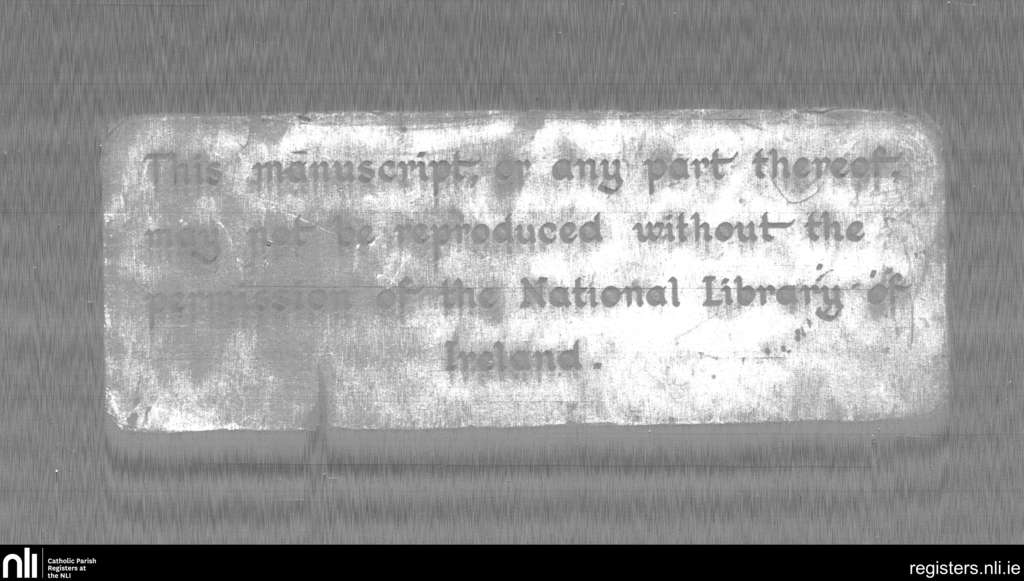 This manuscript, or any part thereof,
may not be reproduced without the
permission of the National Library of
Ireland.
nli
Catholic Parish
Registers at
the NLI
registers.nli.ie